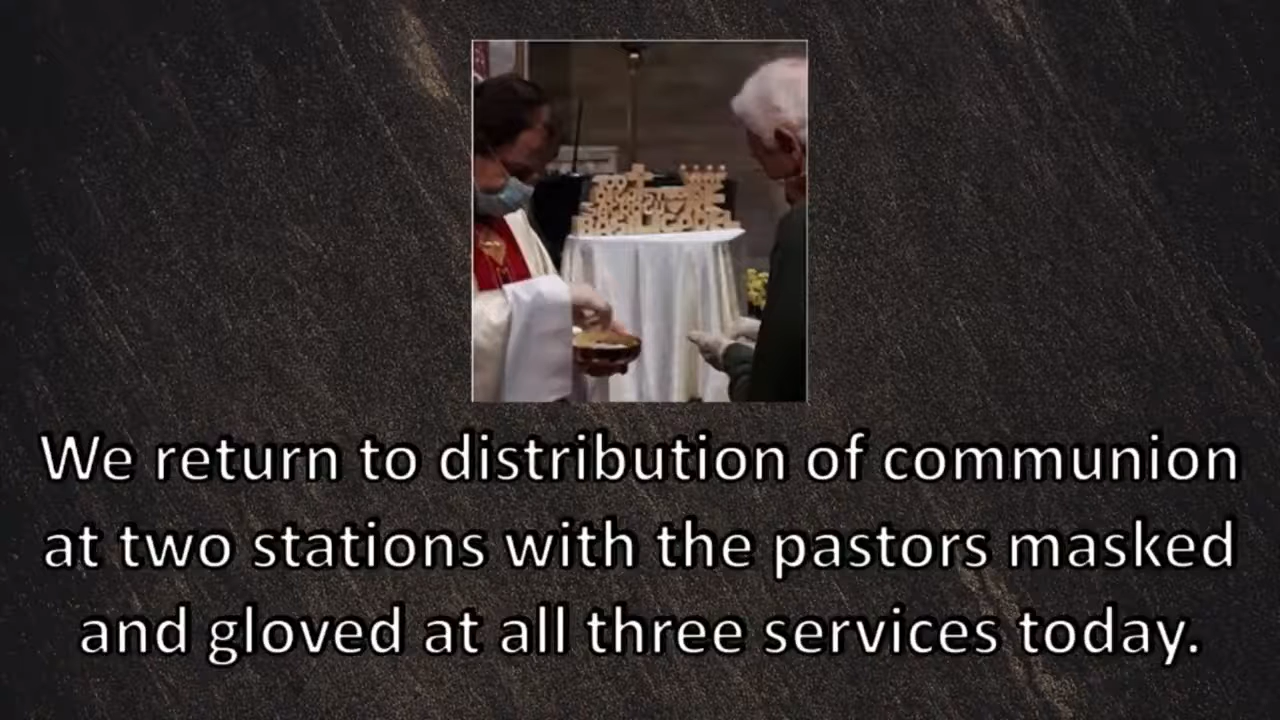 We return to distribution of communion
at two stations with the pastors masked
and gloved at all three services today.